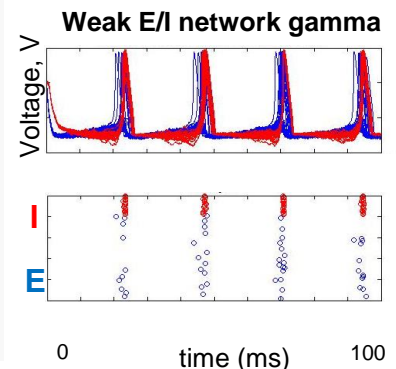 Weak E/I network gamma
Voltage, V
I
E
0 100
time (ms)